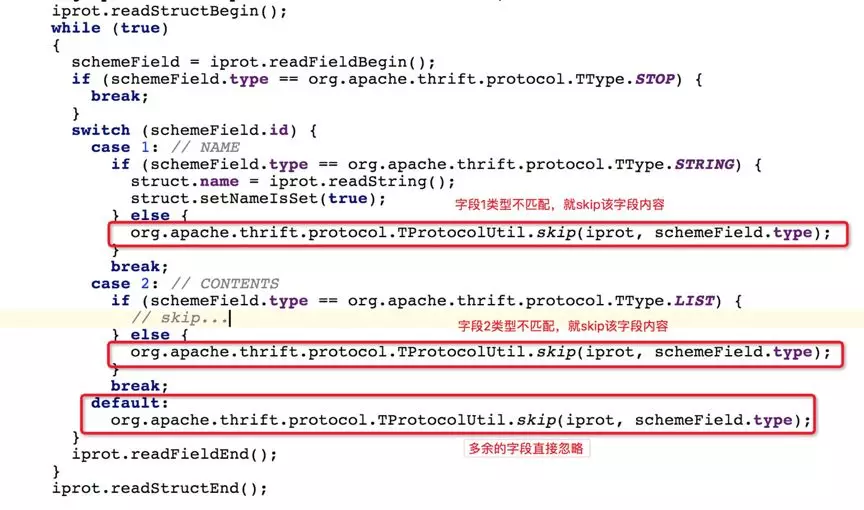 iprot.readStructBegin();
while (true)
{
schemeField = iprot.readFieldBegin();
if (schemeField.type == org.apache.thrift.protocol.TType.STOP) {
break;
}
switch (schemeField.id) {
case 1: // NAME
if (schemeField.type == org.apache.thrift.protocol.TType.STRING) {
struct.name = iprot.readString();
struct.setNameIsSet(true);
字段1类型不匹配，就skip该字段内容
} else {
org.apache.thrift.protocol.TProtocolUtil.skip(iprot, schemeField.type);
}
break;
case 2: // CONTENTS
if (schemeField.type == org.apache.thrift.protocol.TType.LIST) {
// skip...
字段2类型不匹配，就skip该字段内容
} else {
org.apache.thrift.protocol.TProtocolUtil.skip(iprot, schemeField.type);
}
break;
default:
org.apache.thrift.protocol.TProtocolUtil.skip(iprot, schemeField.type);
}
多余的字段直接忽略
iprot.readFieldEnd();
}
iprot.readStructEnd();